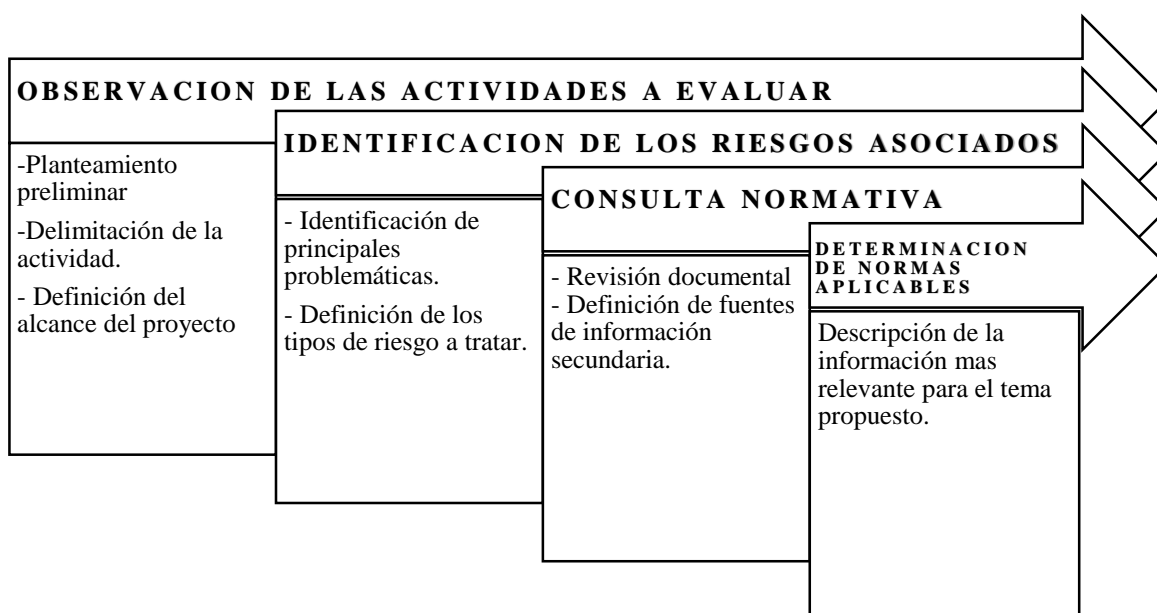 OBSERVACION DE LAS ACTIVIDADES A EVALUAR
-Planteamiento
preliminar
-Delimitación de la
actividad.
- Definición del
alcance del proyecto
IDENTIFICACION DE LOS RIESGOS ASOCIADOS
- Identificación de
principales
problemáticas.
- Definición de los
tipos de riesgo a tratar.
CONSULTA NORMATIVA
- Revisión documental
- Definición de fuentes
de información
secundaria.
DETERMINACION
DE NORMAS
APLICABLES
Descripción de la
información mas
relevante para el tema
propuesto.